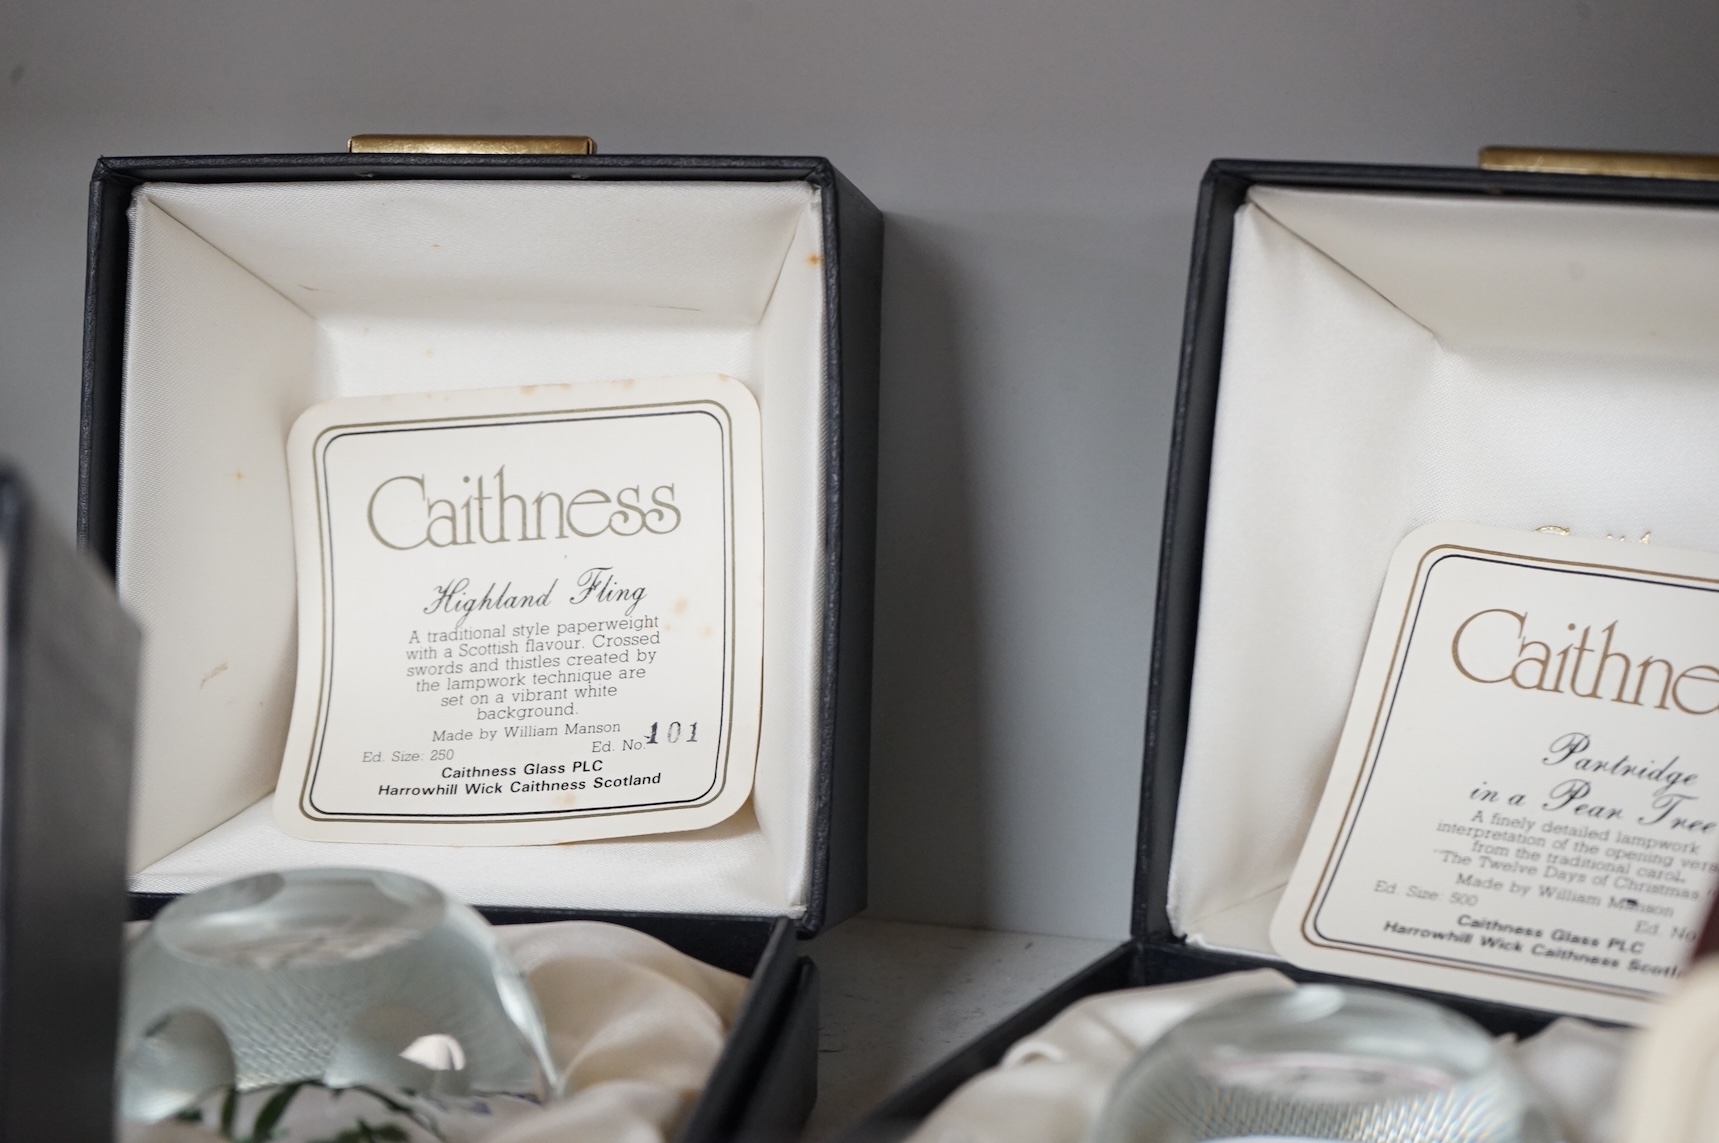 Caithness
Highland Fling
A traditional style paperweight
with a Scottish flavour. Crossed
swords and thistles created by
the lampwork technique are
set on a vibrant white
background.
Made by William Manson
Ed. Size: 250 Ed. No. 101
Caithness Glass PLC
Harrowhill Wick Caithness Scotland
Caithne
Partridge
in a Pear Tree
A finely detailed lampwork
interpretation of the opening
from the traditional carol,
"The Twelve Days of Christmas
Made by William Manson
Ed. Size: 500 Ed. No
Caithness Glass PLC
Harrowhill Wick Caithness